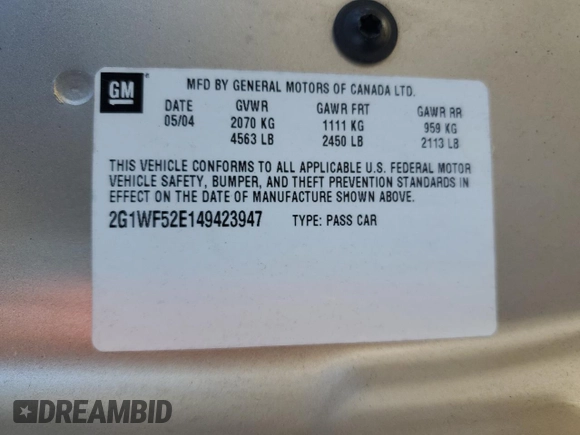 GM ®
MFD BY GENERAL MOTORS OF CANADA LTD.
DATE GVWR GAWR FRT GAWR RR
05/04 2070 KG 1111 KG 959 KG
4563 LB 2450 LB 2113 LB
THIS VEHICLE CONFORMS TO ALL APPLICABLE U.S. FEDERAL MOTOR
VEHICLE SAFETY, BUMPER, AND THEFT PREVENTION STANDARDS IN
EFFECT ON THE DATE OF MANUFACTURE SHOWN ABOVE.
2G1WF52E149423947 TYPE: PASS CAR
DREAMBID